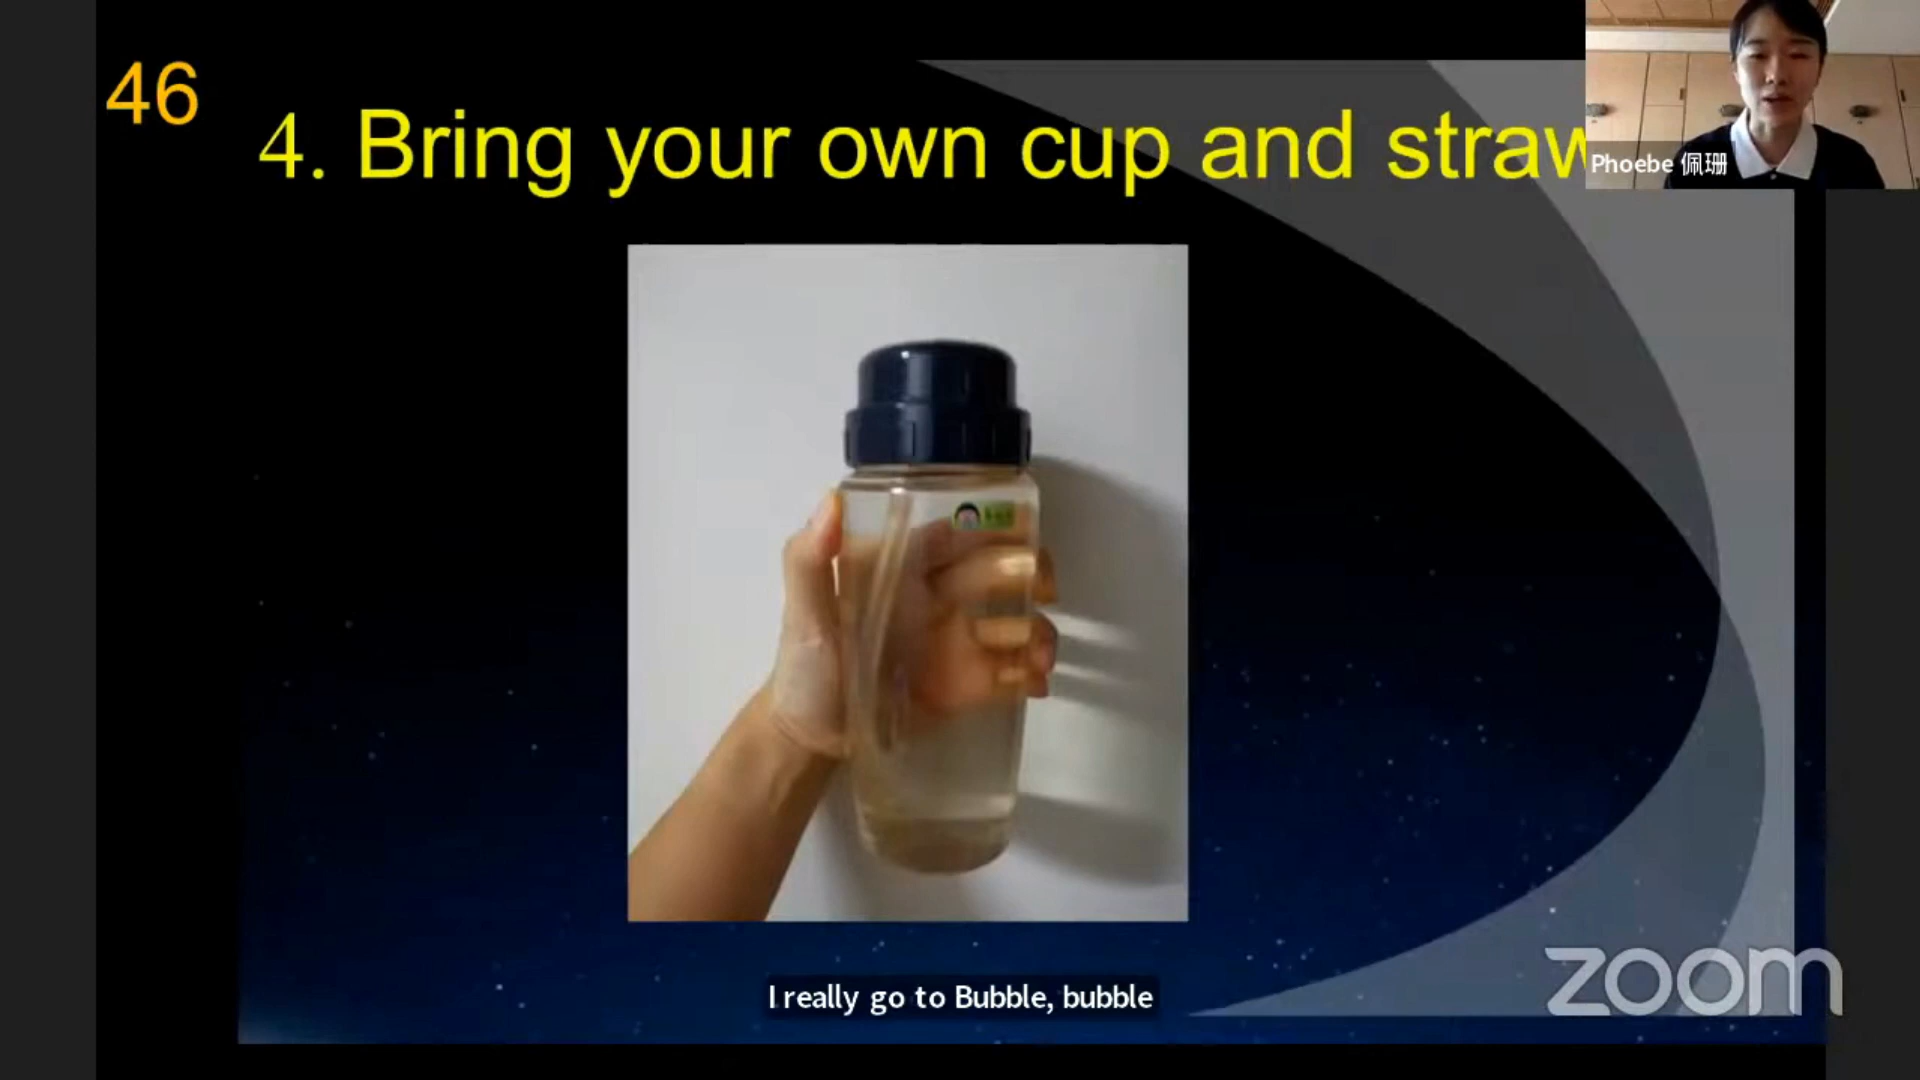 46
4. Bring your own cup and straw
Phoebe 佩珊
I really go to Bubble, bubble
zoom